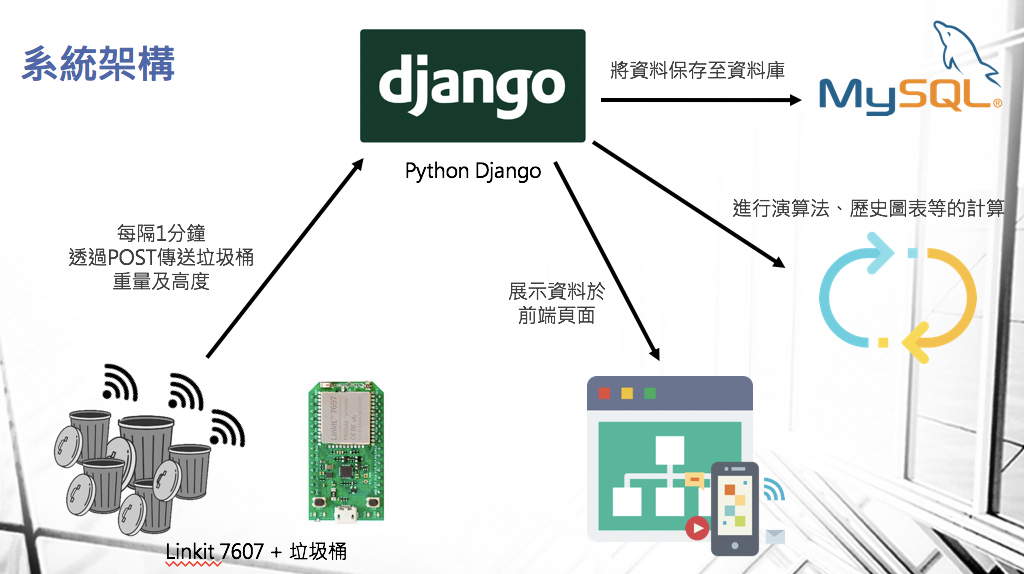 系統架構
django
將資料保存至資料庫
MySQL®
Python Django
進行演算法、歷史圖表等的計算
每隔1分鐘
透過POST傳送垃圾桶
重量及高度
展示資料於
前端頁面
Linkit 7697
Linkit 7607 + 垃圾桶